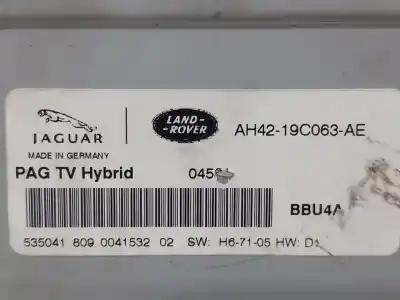 JAGUAR
LAND-
ROVER
AH42-19C063-AE
MADE IN GERMANY
PAG TV Hybrid
BBU4A
535041 809 0041532 02 SW: H6-71-05 HW: D1